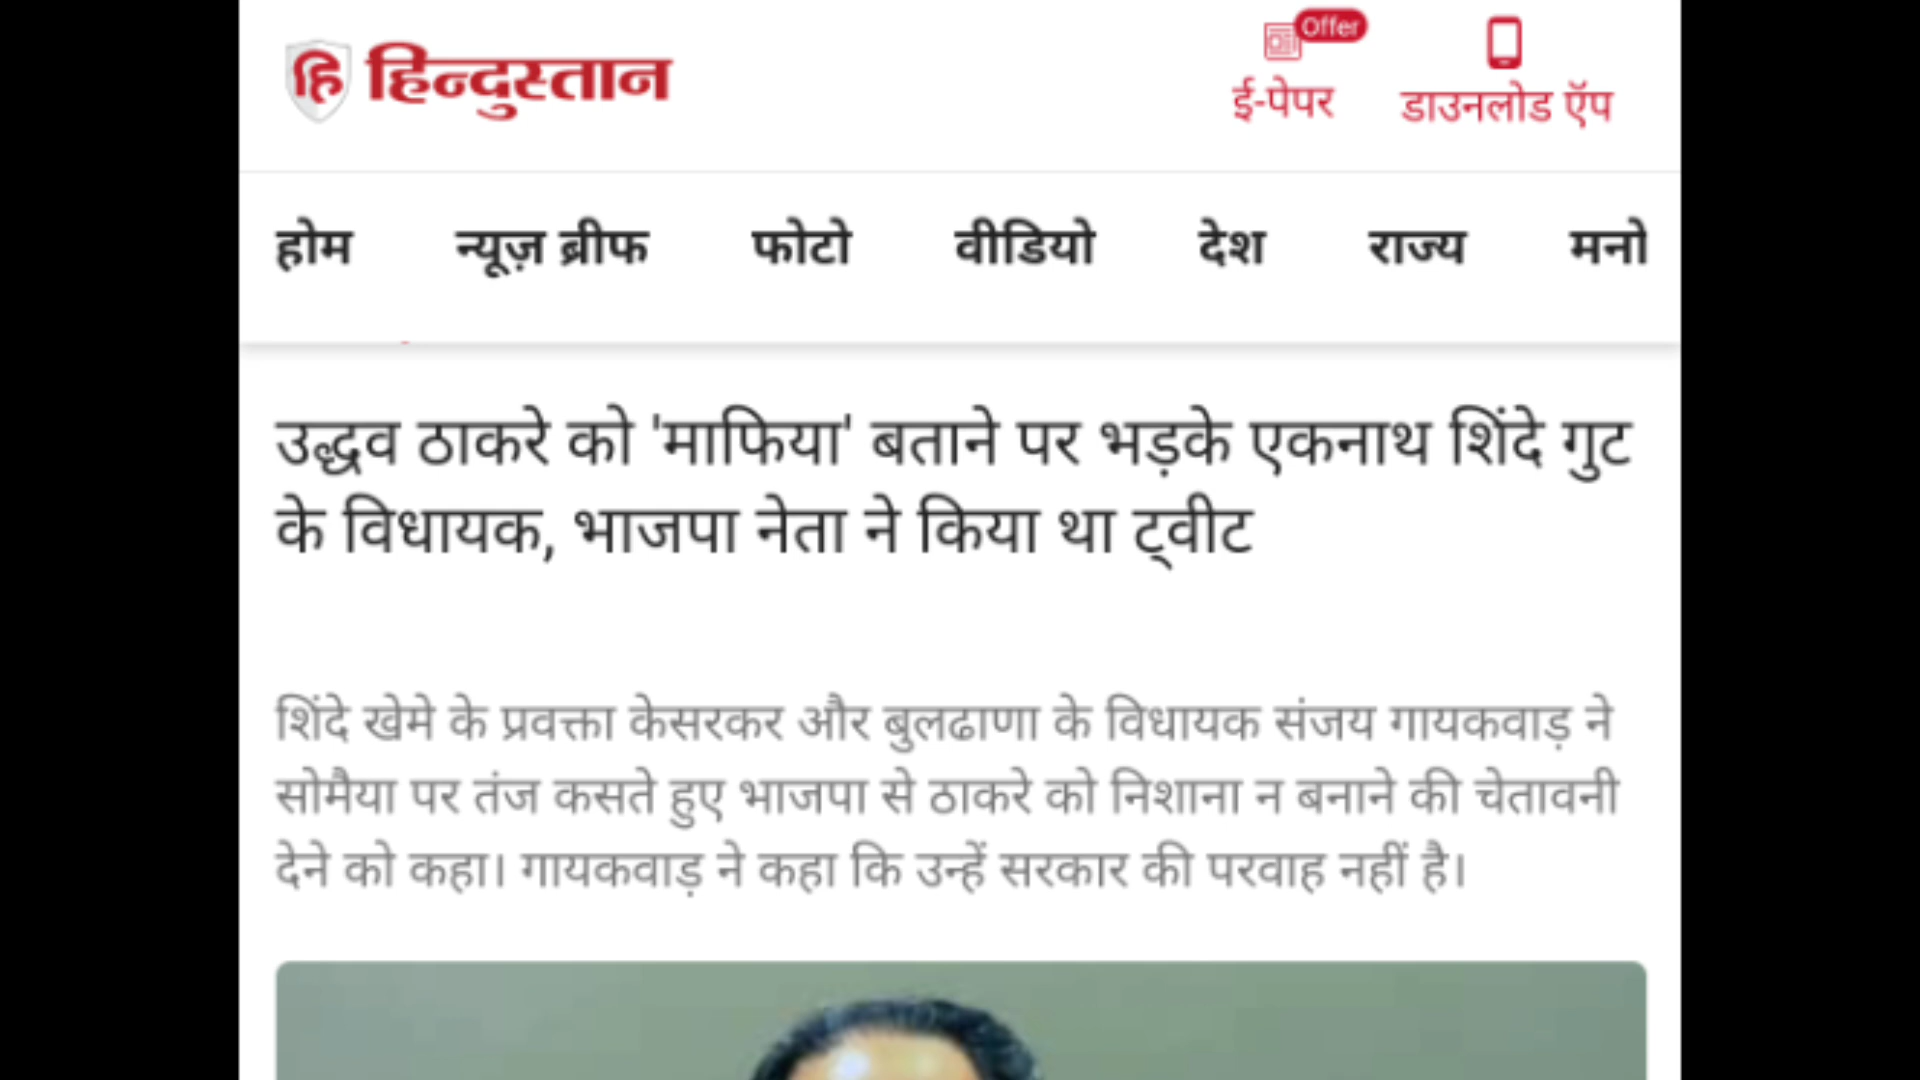 हि हिन्दुस्तान
Offer
ई-पेपर
डाउनलोड ऍप
होम न्यूज़ ब्रीफ फोटो वीडियो देश राज्य मनो
उद्धव ठाकरे को 'माफिया' बताने पर भड़के एकनाथ शिंदे गुट
के विधायक, भाजपा नेता ने किया था ट्वीट
शिंदे खेमे के प्रवक्ता केसरकर और बुलढाणा के विधायक संजय गायकवाड़ ने
सोमैया पर तंज कसते हुए भाजपा से ठाकरे को निशाना न बनाने की चेतावनी
देने को कहा। गायकवाड़ ने कहा कि उन्हें सरकार की परवाह नहीं है।